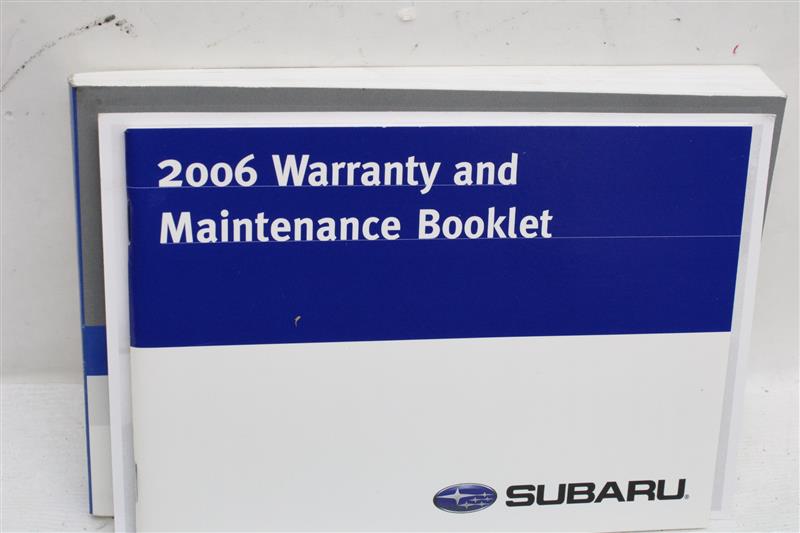 2006 Warranty and
Maintenance Booklet
SUBARU®